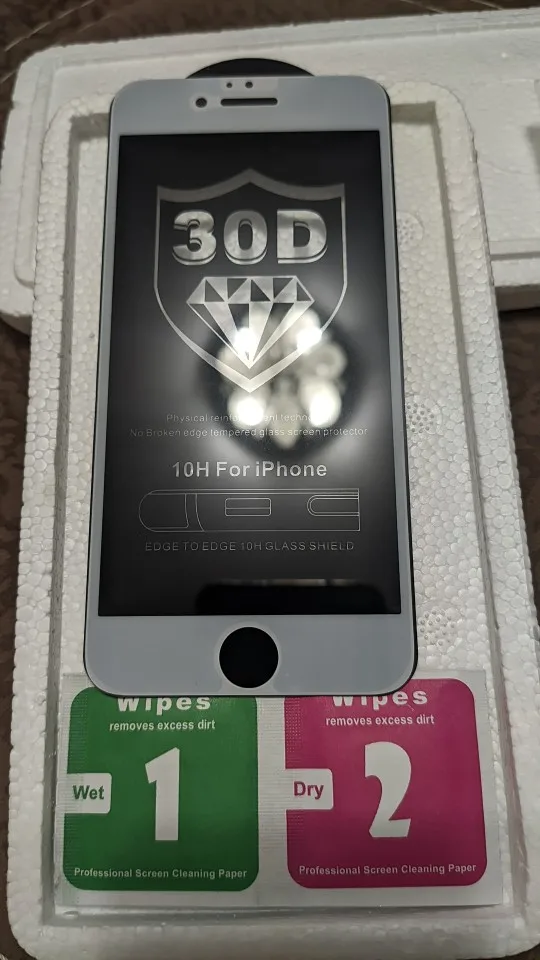 30D
Physical technology
No Broken edge tempered glass screen protector
10H For iPhone
EDGE TO EDGE 10H GLASS SHIELD
Wipes
removes excess dirt
Wet
1
Professional Screen Cleaning Paper
Wipes
removes excess dirt
Dry
2
Professional Screen Cleaning Paper